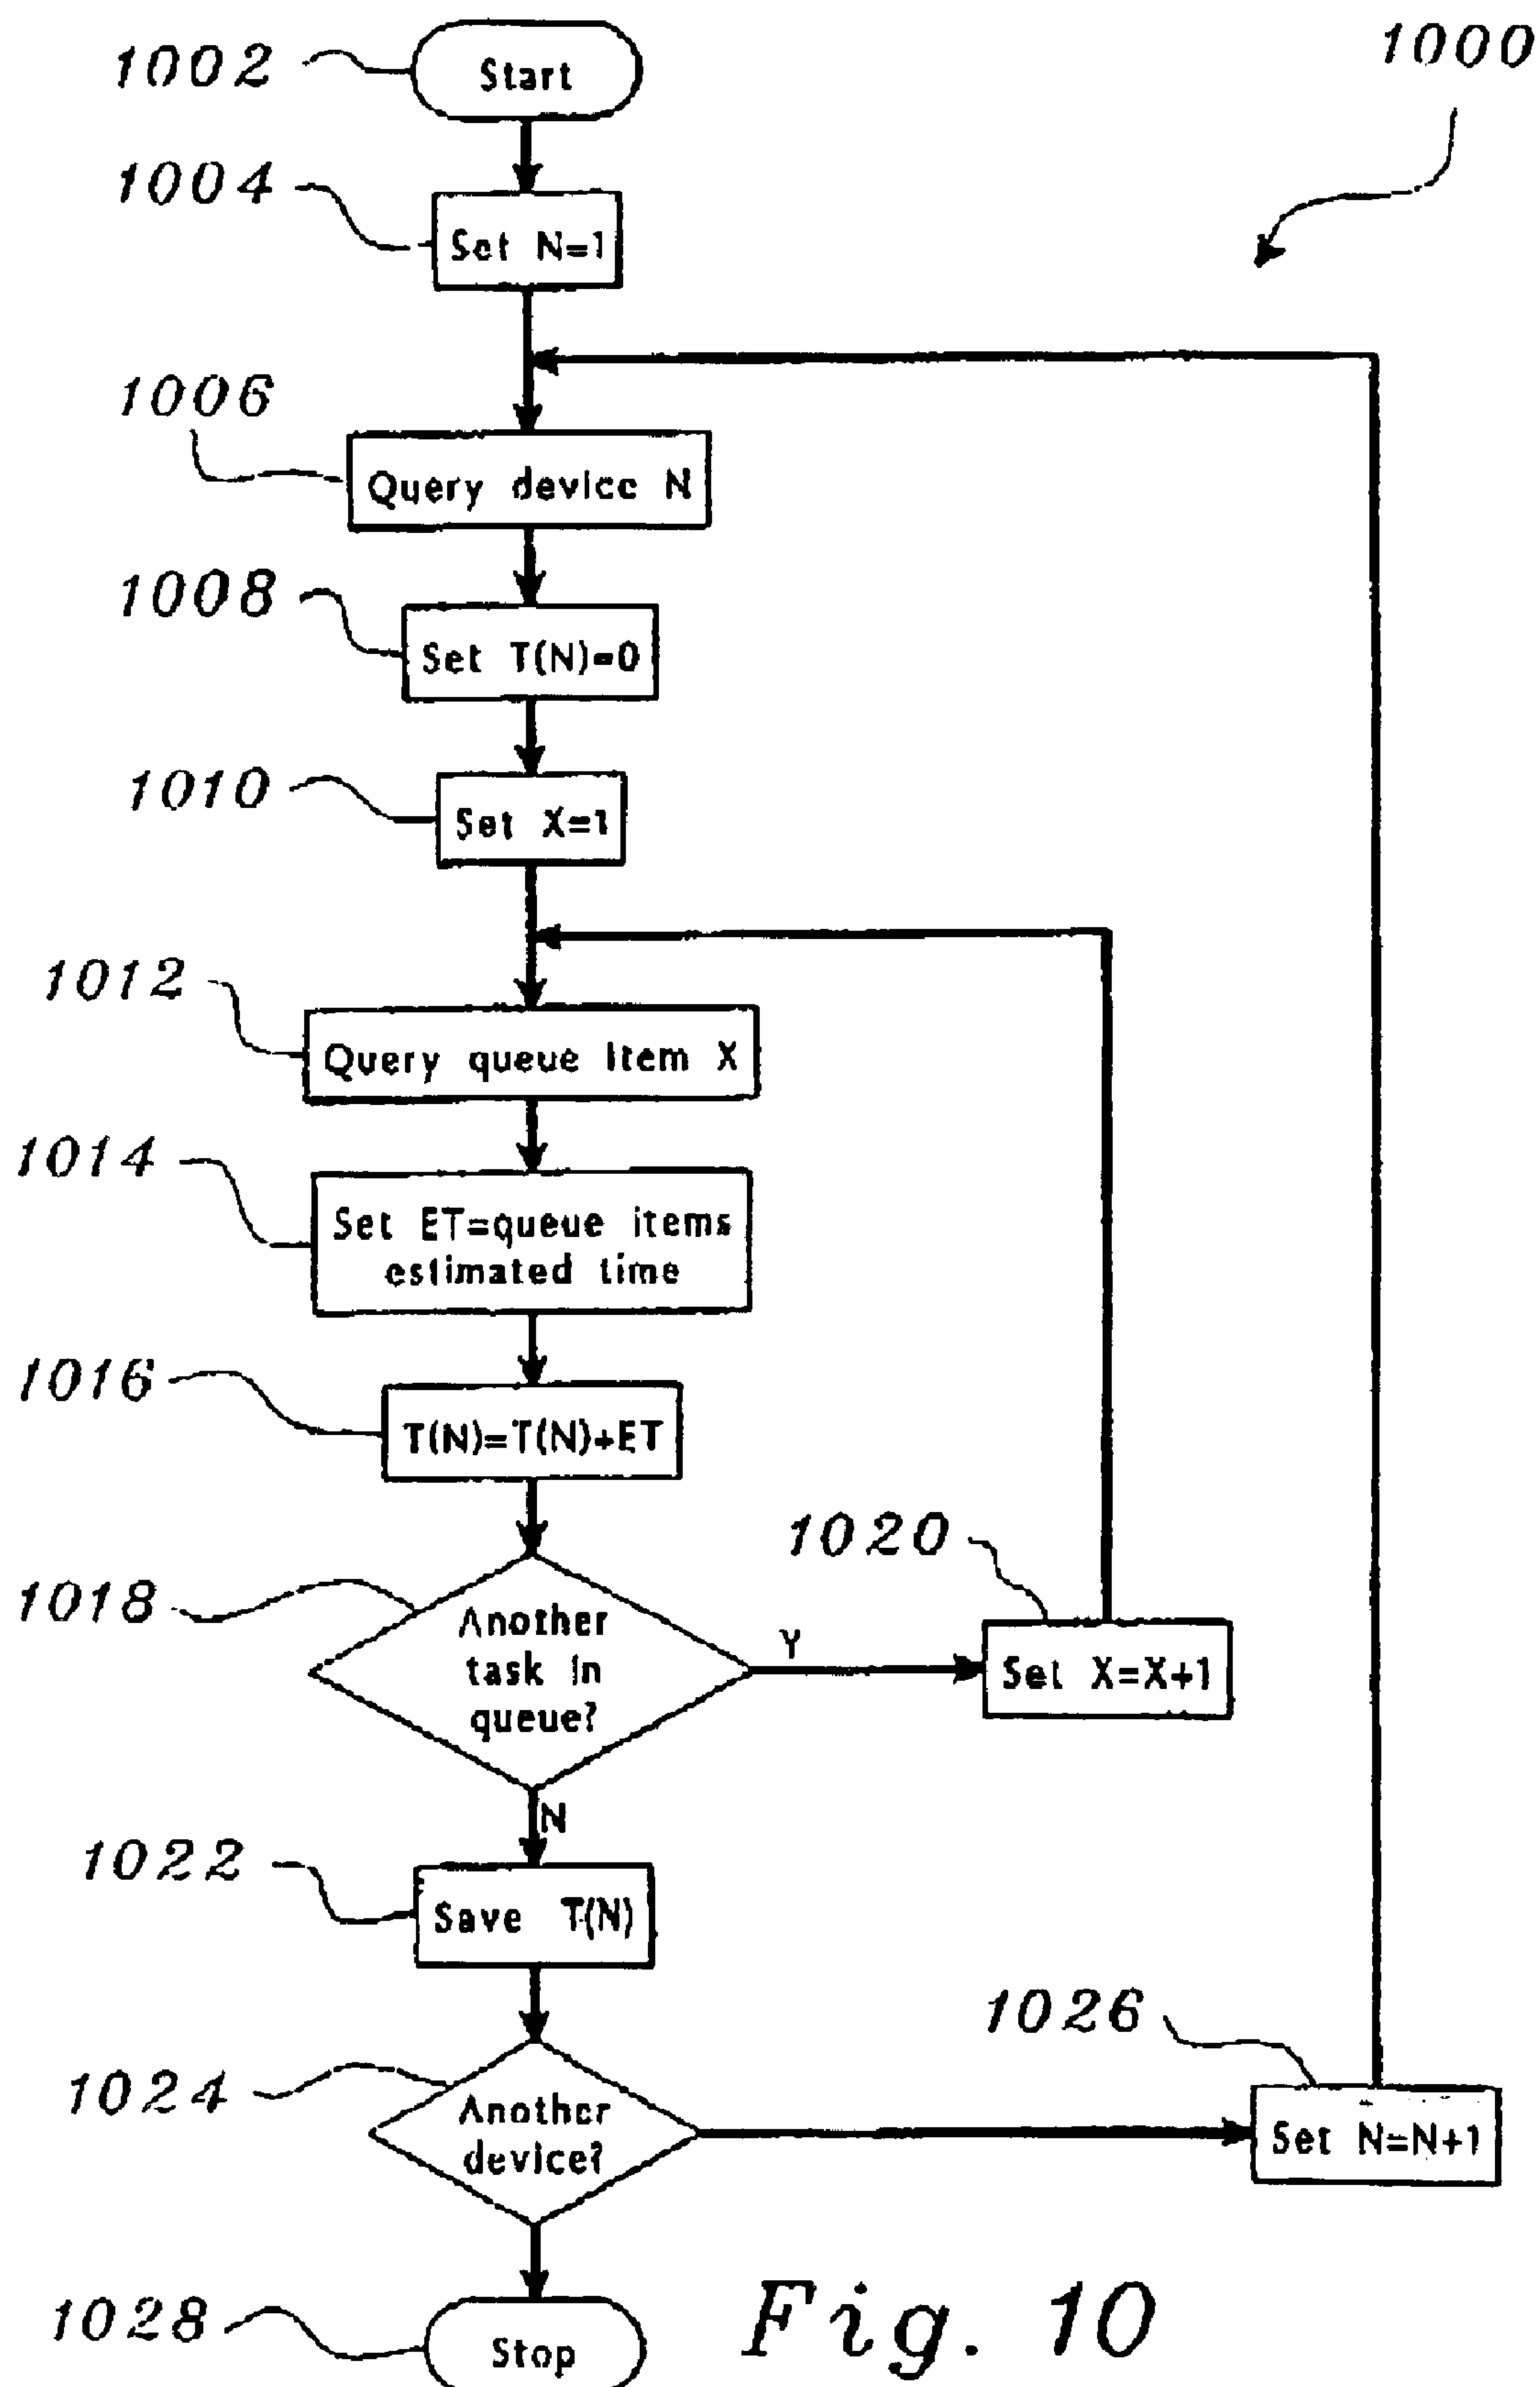 1000
1002
Start
1004
Set N=1
1006
Query device N
1008
Set T(N)=0
1010
Set X=1
1012
Query queue item X
1014
Set ET=queue items
estimated time
1016
T(N)=T(N)+ET
1018
Another
task in
queue?
Y
1020
Set X=X+1
N
1022
Save T(N)
1024
Another
device?
1026
Set N=N+1
1028
Stop
Fig. 10